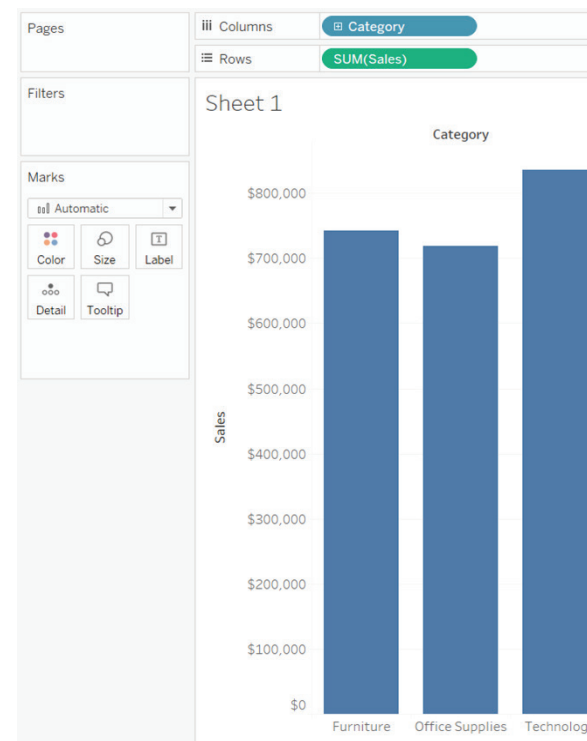 Pages
Columns
Category
Rows
SUM(Sales)
Filters
Sheet 1
Category
Marks
Automatic
Color
Size
Label
Detail
Tooltip
Sales
$800,000
$700,000
$600,000
$500,000
$400,000
$300,000
$200,000
$100,000
$0
Furniture Office Supplies Technolog